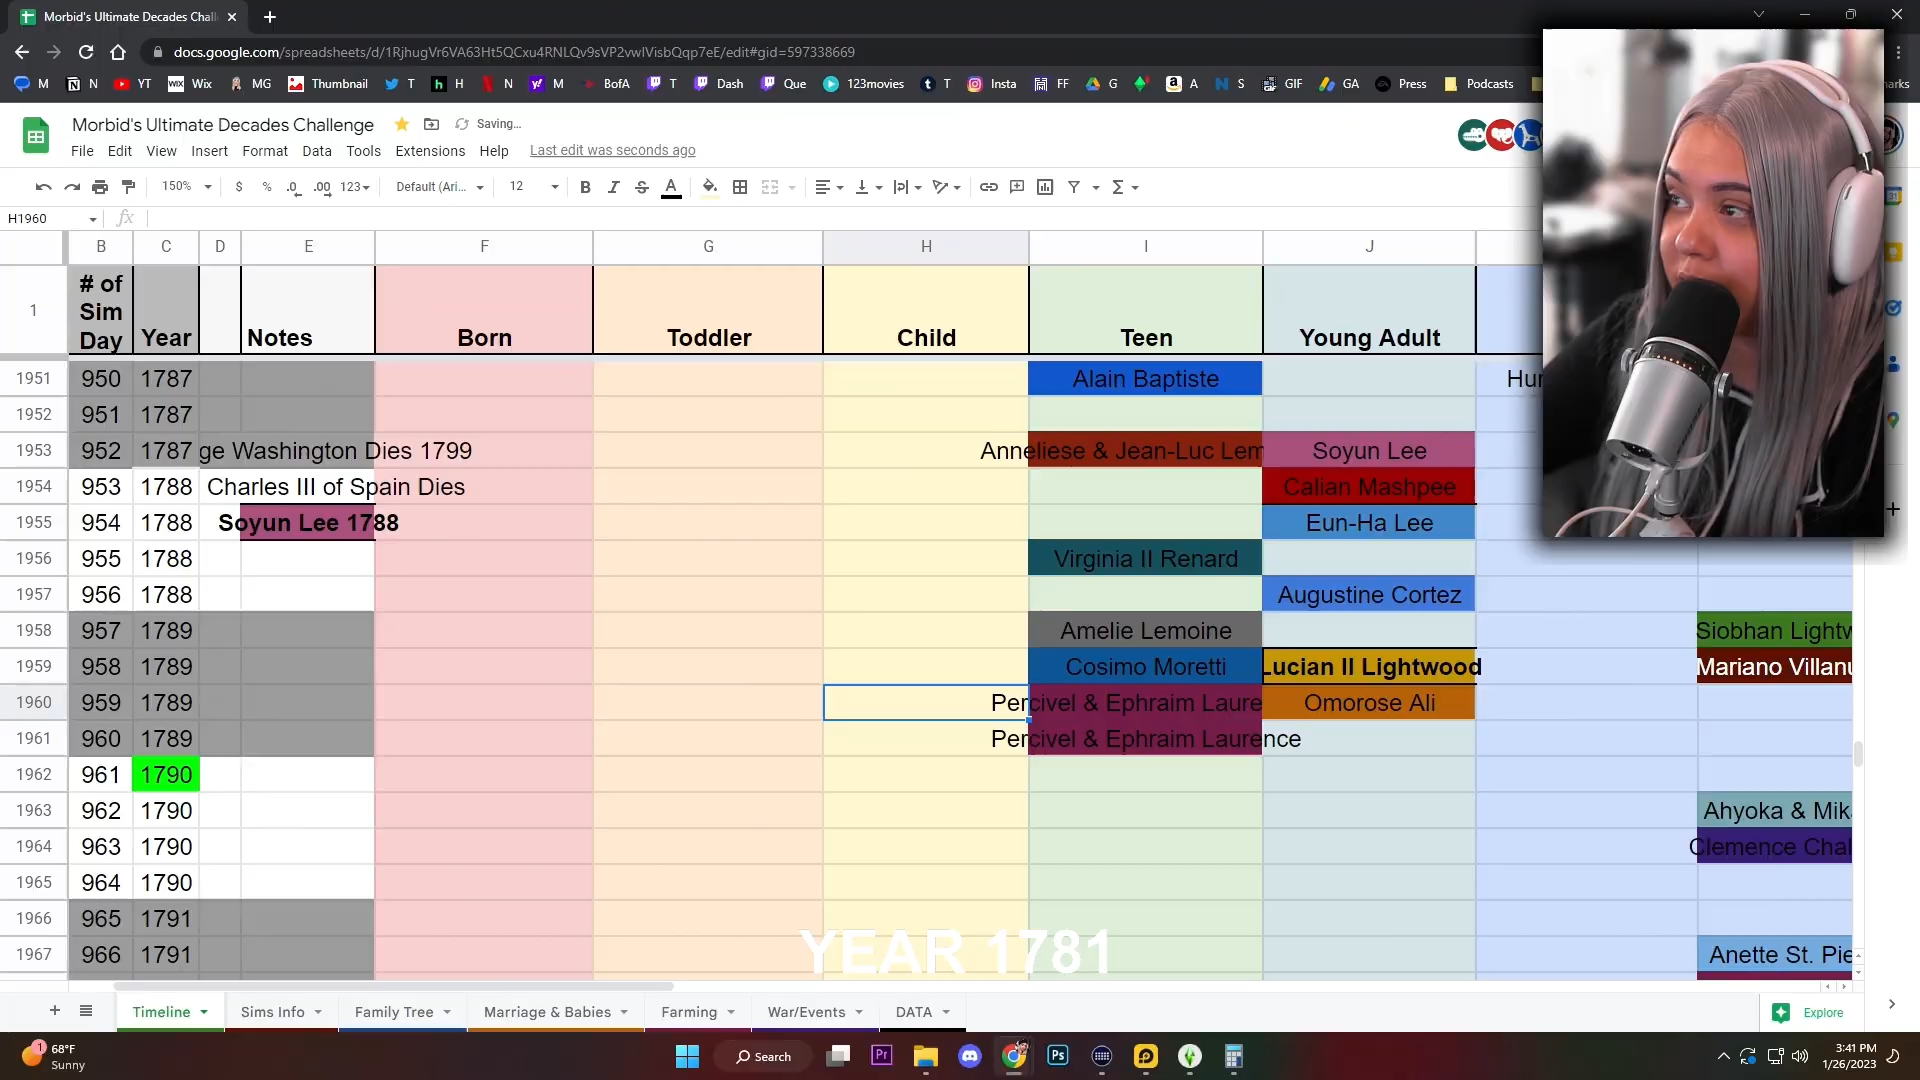 Morbid's Ultimate Decades Chall
docs.google.com/spreadsheets/d/1RjhugVr6VA63Ht5QCxu4RNLQv9sVP2vwIVisbQqp7eE/edit#gid=597338669
M N YT WIX Wix MG Thumbnail T H N M BofA T Dash Que 123movies T Insta FF G A S GIF GA Press Podcasts arks
Morbid's Ultimate Decades Challenge Saving...
File Edit View Insert Format Data Tools Extensions Help Last edit was seconds ago
150% $ % .0 .00 123 Default (Ari... 12 B I S A
H1960 fx
B C D E F G H I J
1 # of Sim Day Year Notes Born Toddler Child Teen Young Adult
1951 950 1787 Alain Baptiste Hur
1952 951 1787
1953 952 1787 ge Washington Dies 1799 Anneliese & Jean-Luc Lem Soyun Lee
1954 953 1788 Charles III of Spain Dies Calian Mashpee
1955 954 1788 Soyun Lee 1788 Eun-Ha Lee
1956 955 1788 Virginia II Renard
1957 956 1788 Augustine Cortez
1958 957 1789 Amelie Lemoine Siobhan Lightw
1959 958 1789 Cosimo Moretti Lucian II Lightwood Mariano Villanu
1960 959 1789 Percivel & Ephraim Laure Omorose Ali
1961 960 1789 Percivel & Ephraim Laurence
1962 961 1790
1963 962 1790 Ahyoka & Mik
1964 963 1790 Clemence Chal
1965 964 1790
1966 965 1791
1967 966 1791 Anette St. Pie
YEAR 1781
Timeline Sims Info Family Tree Marriage & Babies Farming War/Events DATA Explore
1 68°F Search Pr Ps 3:41 PM
Sunny 1/26/2023